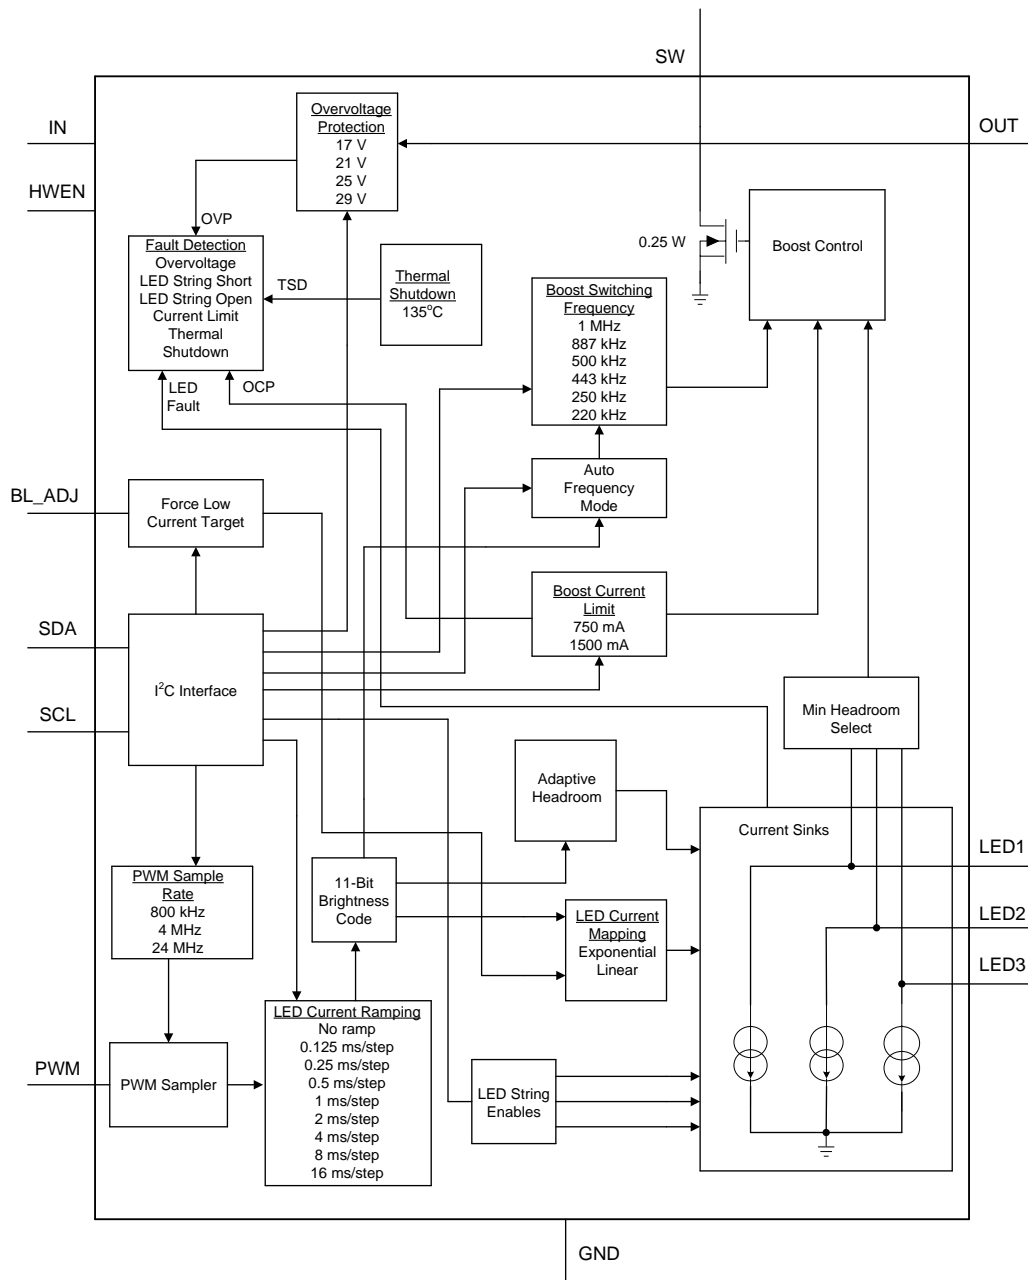 SW
IN
OUT
HWEN
Overvoltage
Protection
17 V
21 V
25 V
29 V
OVP
Fault Detection
Overvoltage
LED String Short
LED String Open
Current Limit
Thermal
Shutdown
TSD
Thermal
Shutdown
135°C
0.25 W
Boost Control
Boost Switching
Frequency
1 MHz
887 kHz
500 kHz
443 kHz
250 kHz
220 kHz
LED
Fault
OCP
BL_ADJ
Force Low
Current Target
Auto
Frequency
Mode
Boost Current
Limit
750 mA
1500 mA
SDA
I²C Interface
SCL
Min Headroom
Select
Adaptive
Headroom
Current Sinks
LED1
LED2
LED3
PWM Sample
Rate
800 kHz
4 MHz
24 MHz
11-Bit
Brightness
Code
LED Current
Mapping
Exponential
Linear
LED Current Ramping
No ramp
0.125 ms/step
0.25 ms/step
0.5 ms/step
1 ms/step
2 ms/step
4 ms/step
8 ms/step
16 ms/step
PWM
PWM Sampler
LED String
Enables
GND